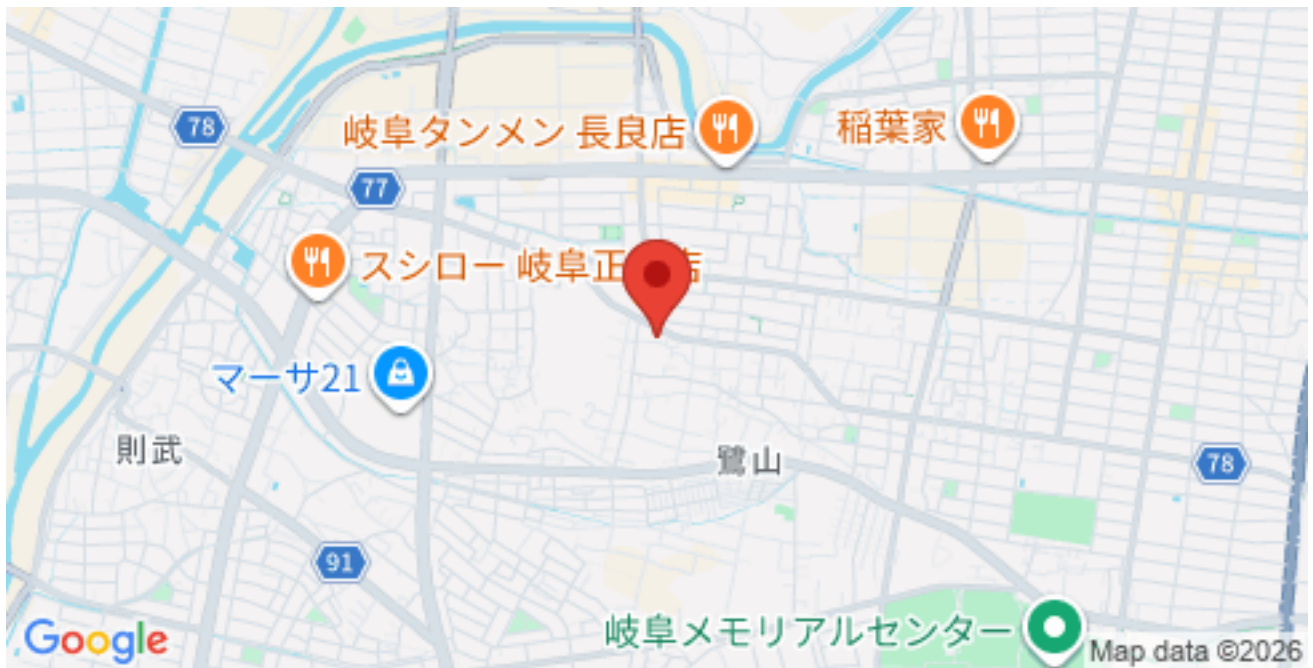 78
岐阜タンメン 長良店
稲葉家
77
スシロー 岐阜正 店
マーサ21
則武
鷺山
78
91
岐阜メモリアルセンター
Google
Map data ©2026